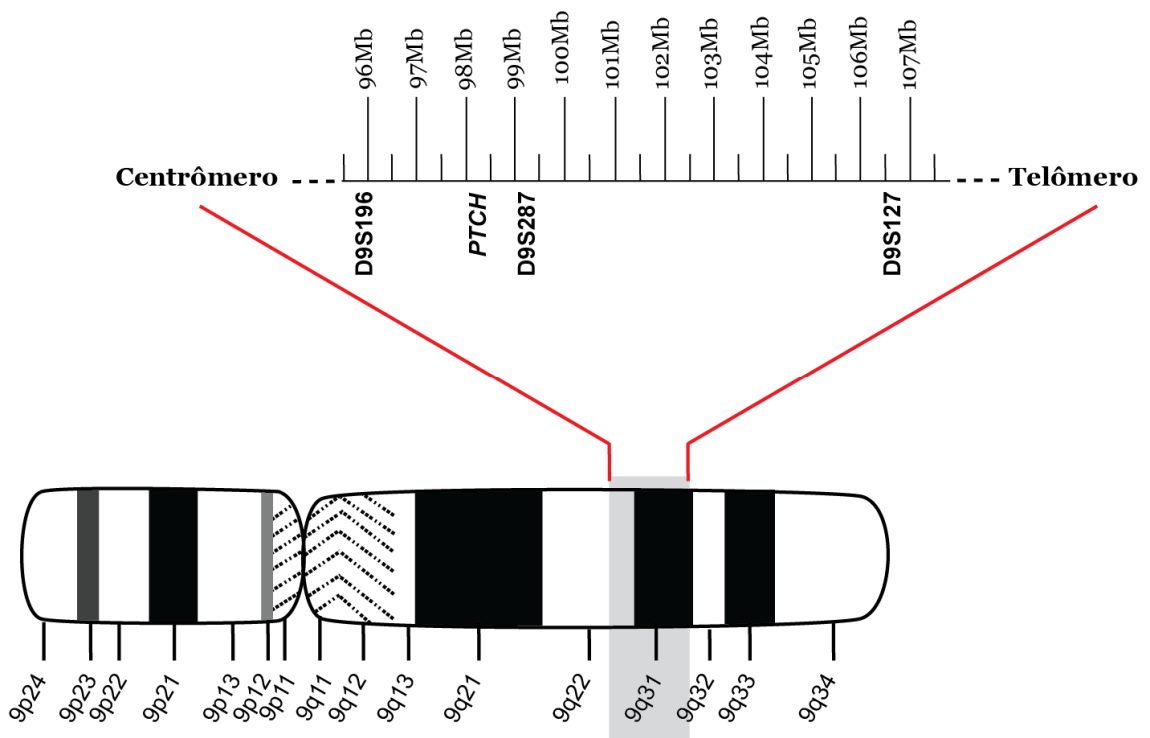 96Mb 97Mb 98Mb 99Mb 100Mb 101Mb 102Mb 103Mb 104Mb 105Mb 106Mb 107Mb
Centrômero Telômero
D9S196 PTCH D9S287 D9S127
9p24 9p23 9p22 9p21 9p13 9p12 9p11 9q11 9q12 9q13 9q21 9q22 9q31 9q32 9q33 9q34